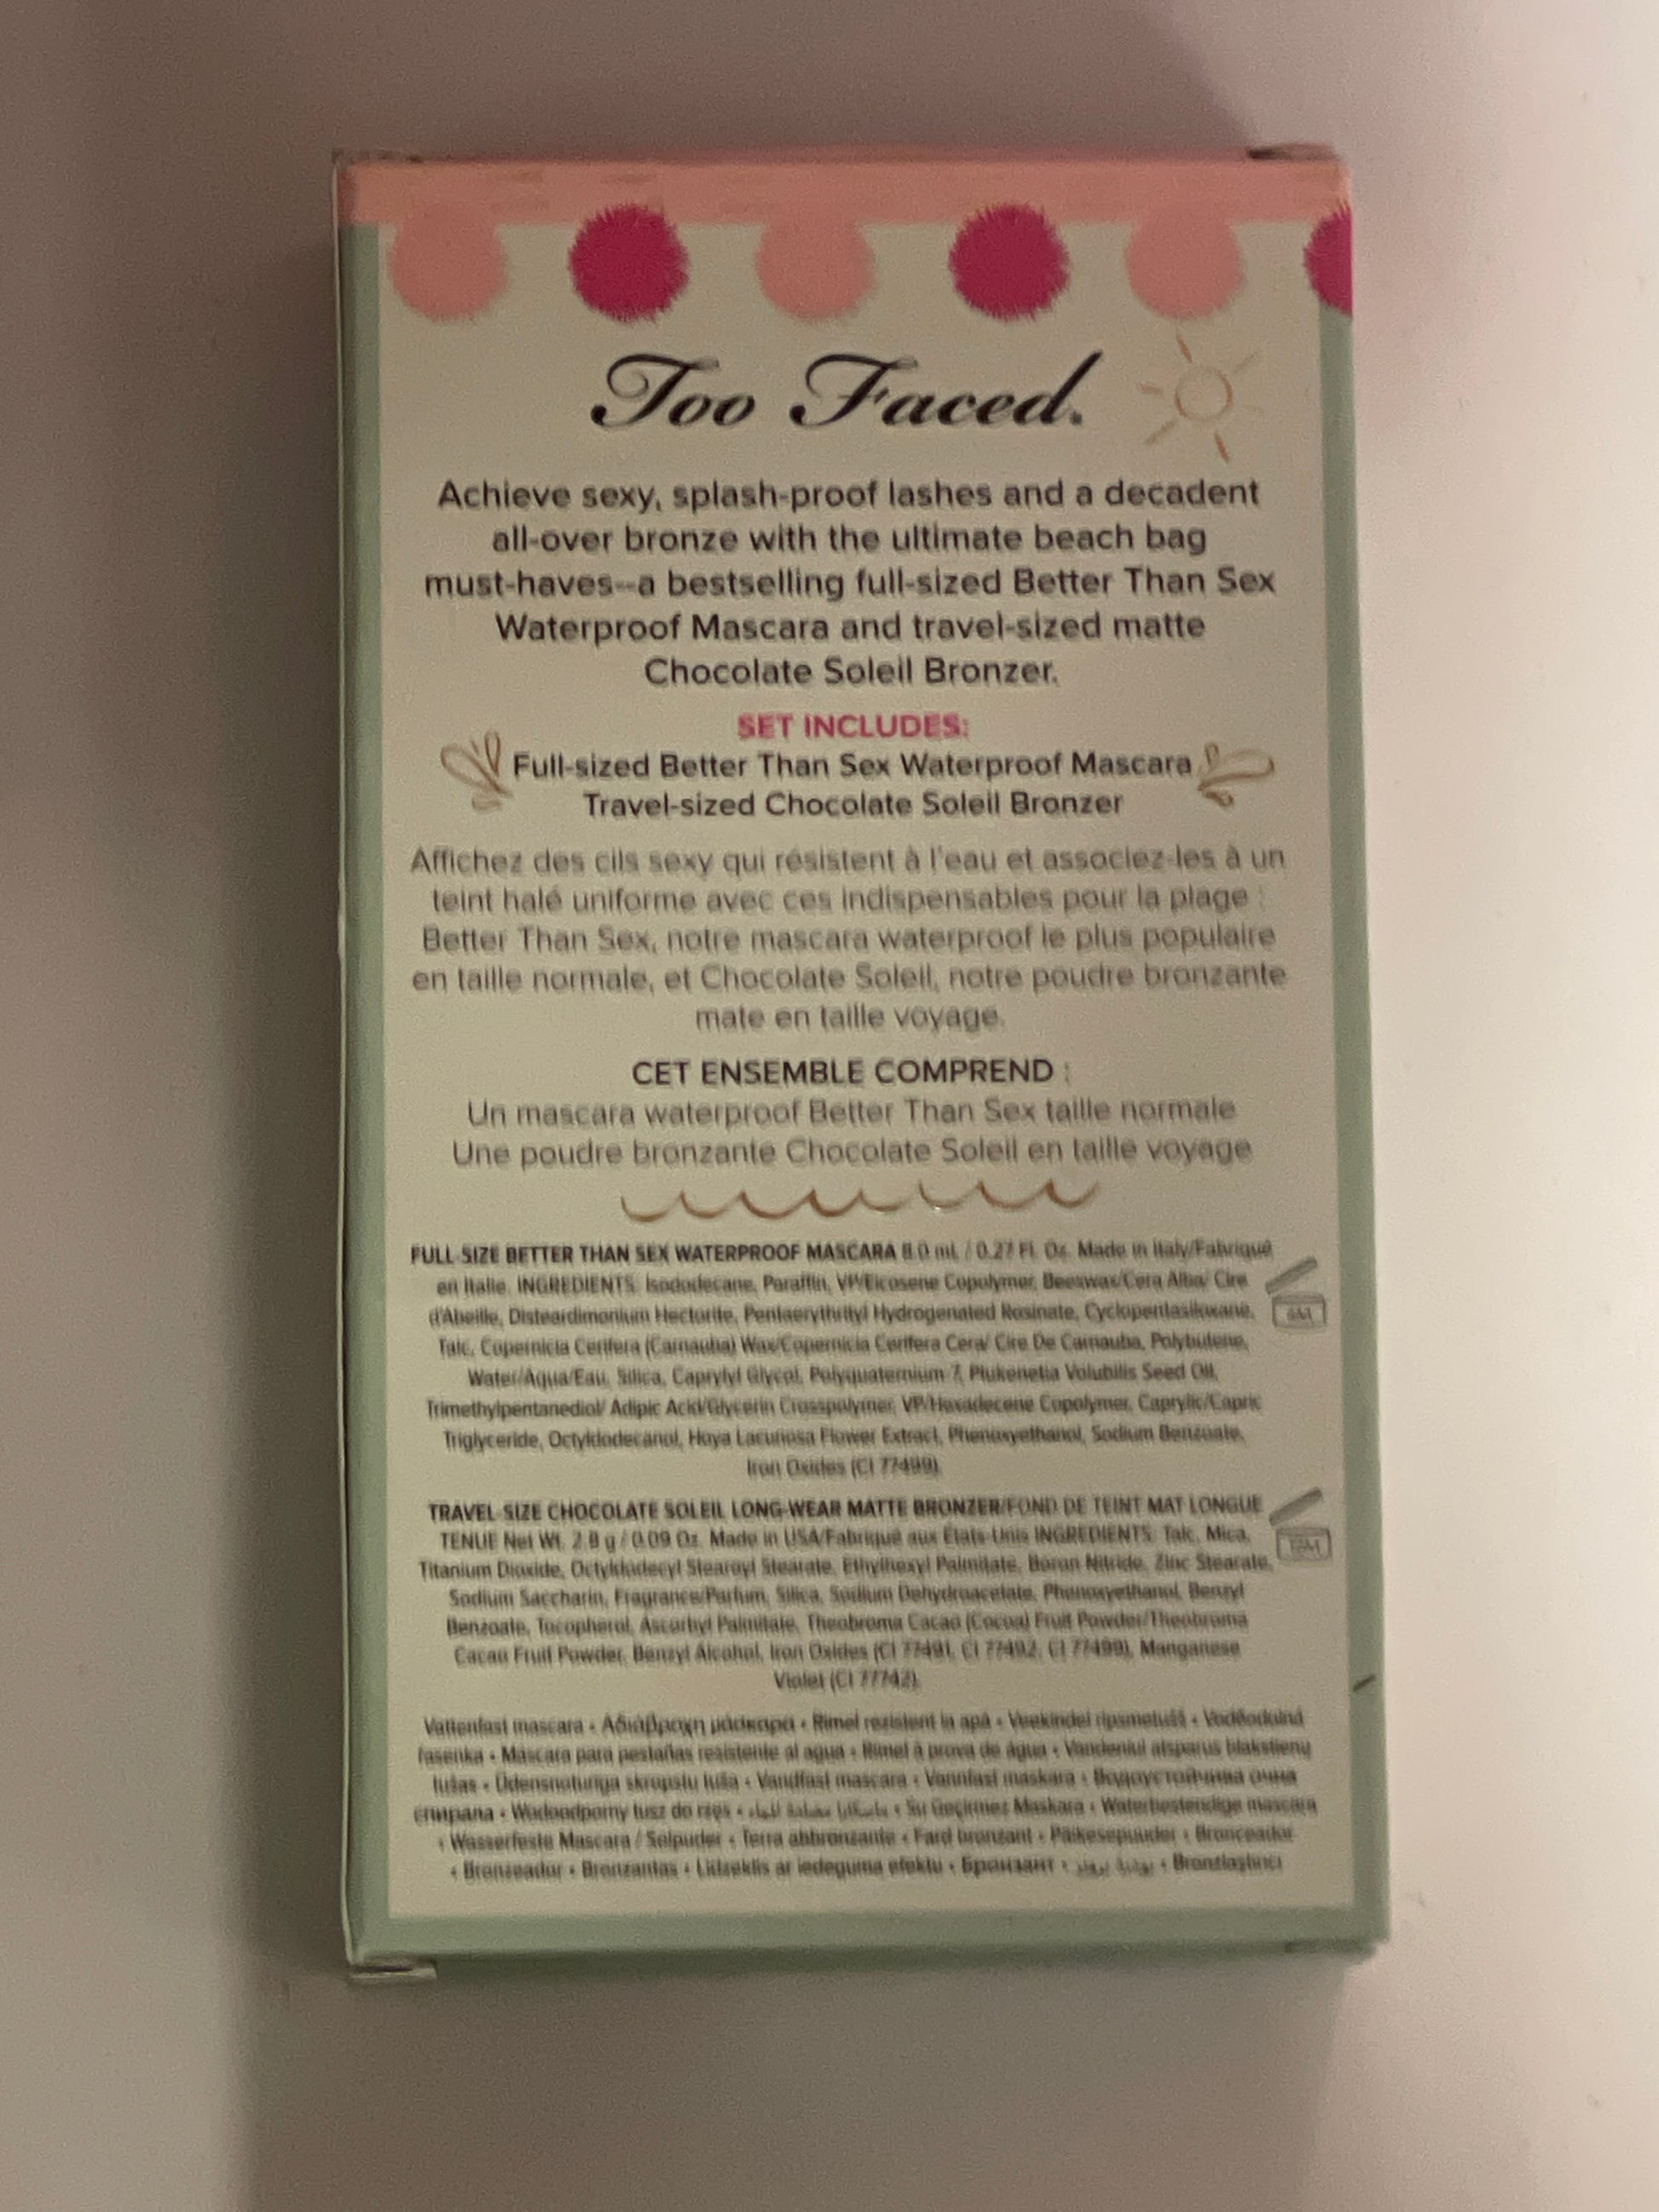 Too Faced.
Achieve sexy, splash-proof lashes and a decadent
all-over bronze with the ultimate beach bag
must-haves--a bestselling full-sized Better Than Sex
Waterproof Mascara and travel-sized matte
Chocolate Soleil Bronzer.
SET INCLUDES:
Full-sized Better Than Sex Waterproof Mascara
Travel-sized Chocolate Soleil Bronzer
Affichez des cils sexy qui résistent à l'eau et associez-les à un
teint halé uniforme avec ces indispensables pour la plage :
Better Than Sex, notre mascara waterproof le plus populaire
en taille normale, et Chocolate Soleil, notre poudre bronzante
mate en taille voyage.
CET ENSEMBLE COMPREND :
Un mascara waterproof Better Than Sex taille normale
Une poudre bronzante Chocolate Soleil en taille voyage
FULL-SIZE BETTER THAN SEX WATERPROOF MASCARA 8.0 mL / 0.27 Fl. Oz. Made in Italy/Fabriqué
en Italie. INGREDIENTS: Isododecane, Paraffin, VP/Eicosene Copolymer, Beeswax/Cera Alba/ Cire
d'Abeille, Disteardimonium Hectorite, Pentaerythrityl Hydrogenated Rosinate, Cyclopentasiloxane,
Talc, Copernicia Cerifera (Carnauba) Wax/Copernicia Cerifera Cera/ Cire De Carnauba, Polybutene,
Water/Aqua/Eau, Silica, Caprylyl Glycol, Polyquaternium-7, Plukenetia Volubilis Seed Oil,
Trimethylpentanediol/ Adipic Acid/Glycerin Crosspolymer, VP/Hexadecene Copolymer, Caprylic/Capric
Triglyceride, Octyldodecanol, Hoya Lacunosa Flower Extract, Phenoxyethanol, Sodium Benzoate,
Iron Oxides (CI 77499).
TRAVEL-SIZE CHOCOLATE SOLEIL LONG-WEAR MATTE BRONZER/FOND DE TEINT MAT LONGUE
TENUE Net Wt. 2.8 g / 0.09 Oz. Made in USA/Fabriqué aux États-Unis INGREDIENTS: Talc, Mica,
Titanium Dioxide, Octyldodecyl Stearoyl Stearate, Ethylhexyl Palmitate, Boron Nitride, Zinc Stearate,
Sodium Saccharin, Fragrance/Parfum, Silica, Sodium Dehydroacetate, Phenoxyethanol, Benzyl
Benzoate, Tocopherol, Ascorbyl Palmitate, Theobroma Cacao (Cocoa) Fruit Powder/Theobroma
Cacao Fruit Powder, Benzyl Alcohol, Iron Oxides (CI 77491, CI 77492, CI 77499), Manganese
Violet (CI 77742).
Vattenfast mascara • Αδιάβροχη μάσκαρα • Rimel rezistent la apă • Veekindel ripsmetušš • Voděodolná
řasenka • Máscara para pestañas resistente al agua • Rímel à prova de água • Vandeniui atsparus blakstienų
tušas • Ūdensnoturīga skropstu tuša • Vandfast mascara • Vannfast maskara • Водоустойчива очна
спирала • Wodoodporny tusz do rzęs • Su Geçirmez Maskara • Waterbestendige mascara
• Wasserfeste Mascara / Solpuder • Terra abbronzante • Fard bronzant • Päikesepuuder • Bronceador
• Bronzeador • Bronzantas • Līdzeklis ar iedeguma efektu • Бронзант • Bronzlaştırıcı